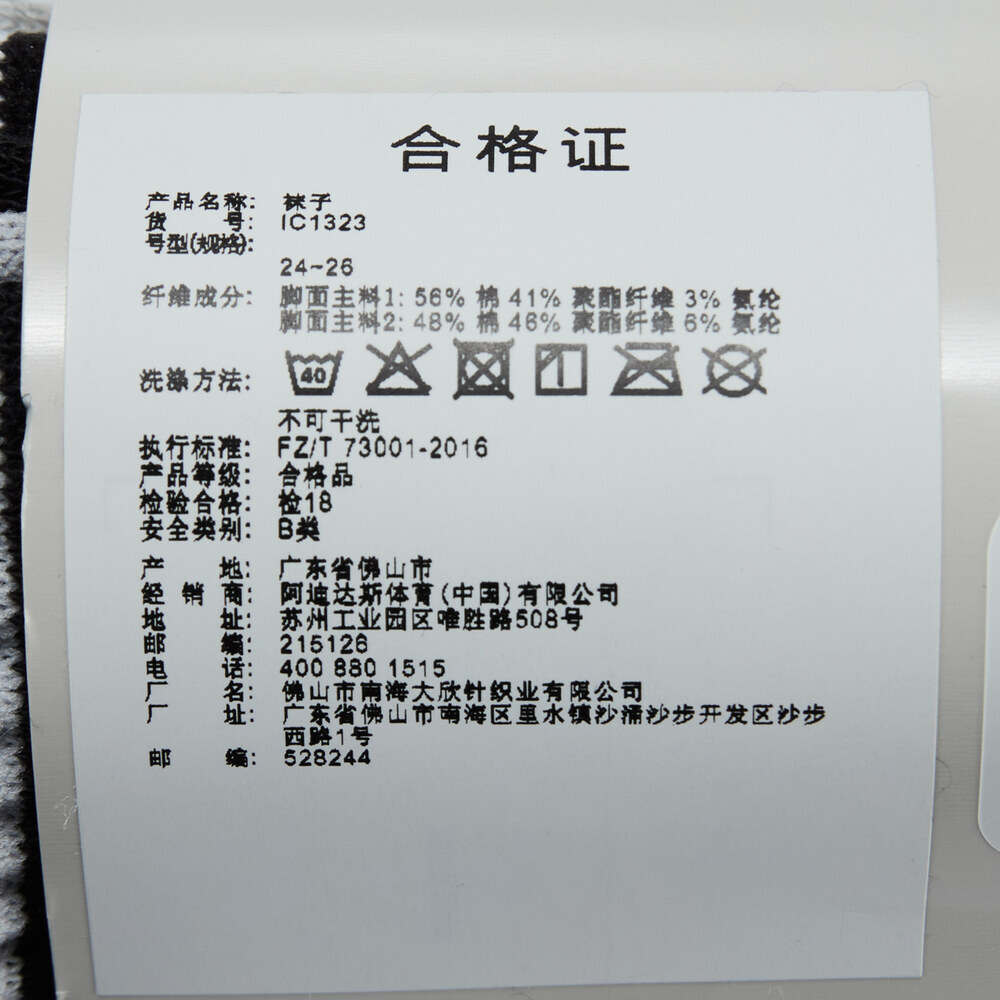 合格证
产品名称: 袜子
货 号: IC1323
号型(规格):
24-26
纤维成分: 脚面主料1: 56% 棉 41% 聚酯纤维 3% 氨纶
脚面主料2: 48% 棉 46% 聚酯纤维 6% 氨纶
洗涤方法: 40
不可干洗
执行标准: FZ/T 73001-2016
产品等级: 合格品
检验合格: 检18
安全类别: B类
产 地: 广东省佛山市
经 销 商: 阿迪达斯体育(中国)有限公司
地 址: 苏州工业园区唯胜路508号
邮 编: 215126
电 话: 400 880 1515
厂 名: 佛山市南海大欣针织业有限公司
厂 址: 广东省佛山市南海区里水镇沙涌沙步开发区沙步
西路1号
邮 编: 528244